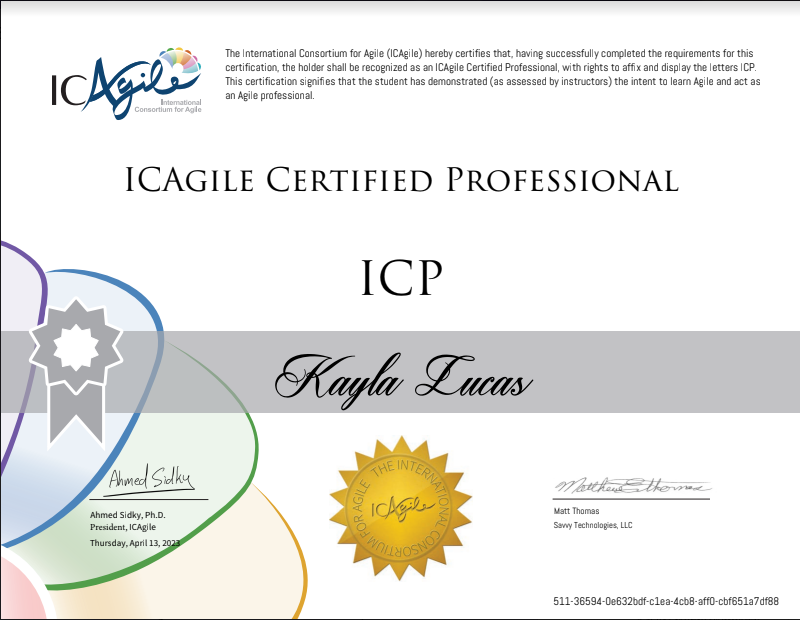 ICAgile
International
Consortium for Agile
The International Consortium for Agile (ICAgile) hereby certifies that, having successfully completed the requirements for this
certification, the holder shall be recognized as an ICAgile Certified Professional, with rights to affix and display the letters ICP.
This certification signifies that the student has demonstrated (as assessed by instructors) the intent to learn Agile and act as
an Agile professional.
ICAgile Certified Professional
ICP
Kayla Lucas
Ahmed Sidky
Ahmed Sidky, Ph.D.
President, ICAgile
Thursday, April 13, 2023
THE INTERNATIONAL CONSORTIUM FOR AGILE
ICAgile
Matthew E Thomas
Matt Thomas
Savvy Technologies, LLC
511-36594-0e632bdf-c1ea-4cb8-aff0-cbf651a7df88